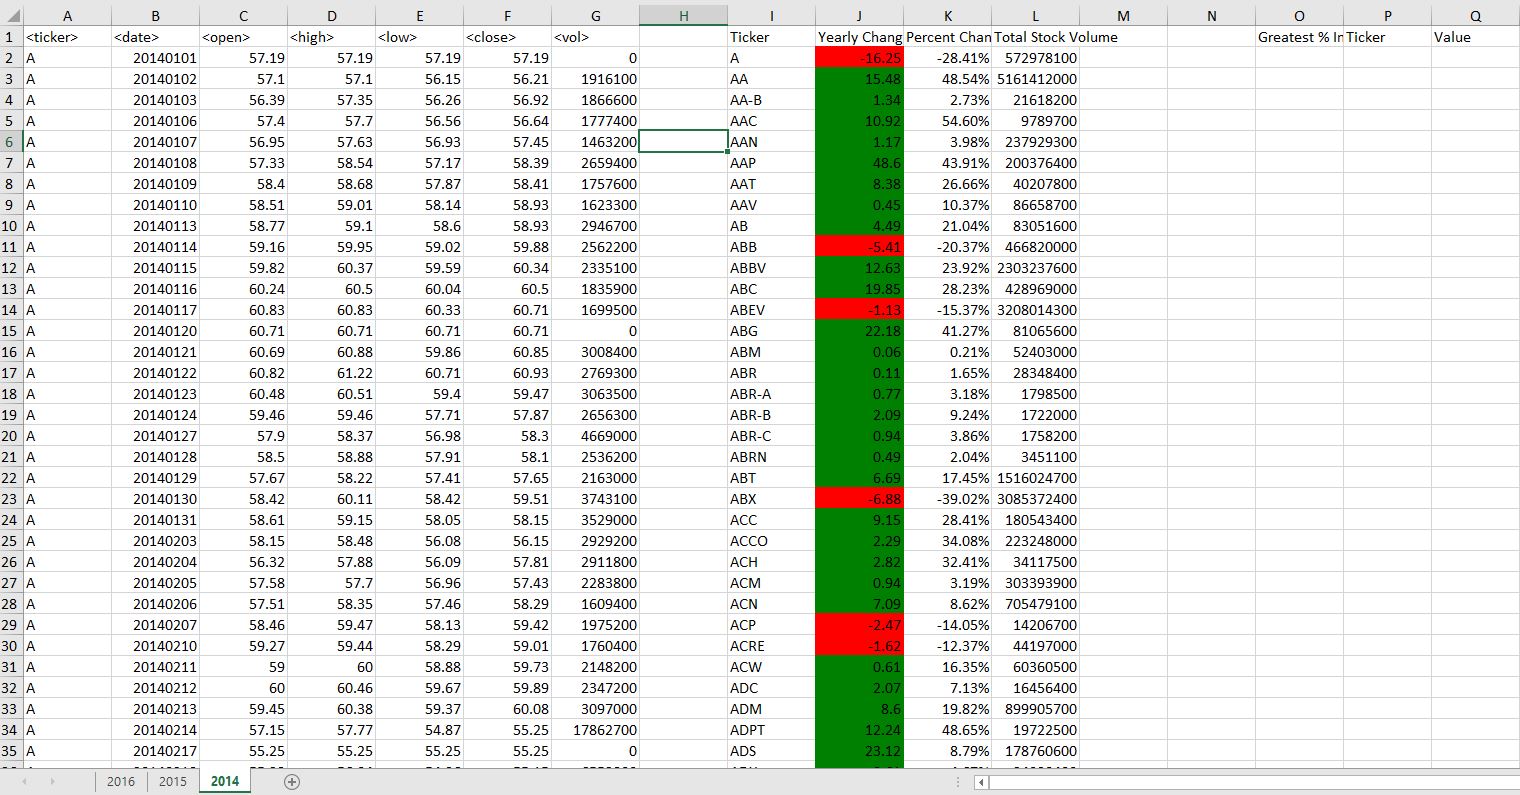 A B C D E F G H I J K L M N O P Q
1 <ticker> <date> <open> <high> <low> <close> <vol> Ticker Yearly Chang Percent Chan Total Stock Volume Greatest % In Ticker Value
2 A 20140101 57.19 57.19 57.19 57.19 0 A -16.25 -28.41% 572978100
3 A 20140102 57.1 57.1 56.15 56.21 1916100 AA 15.48 48.54% 5161412000
4 A 20140103 56.39 57.35 56.26 56.92 1866600 AA-B 1.34 2.73% 21618200
5 A 20140106 57.4 57.7 56.56 56.64 1777400 AAC 10.92 54.60% 9789700
6 A 20140107 56.95 57.63 56.93 57.45 1463200 AAN 1.17 3.98% 237929300
7 A 20140108 57.33 58.54 57.17 58.39 2659400 AAP 48.6 43.91% 200376400
8 A 20140109 58.4 58.68 57.87 58.41 1757600 AAT 8.38 26.66% 40207800
9 A 20140110 58.51 59.01 58.14 58.93 1623300 AAV 0.45 10.37% 86658700
10 A 20140113 58.77 59.1 58.6 58.93 2946700 AB 4.49 21.04% 83051600
11 A 20140114 59.16 59.95 59.02 59.88 2562200 ABB -5.41 -20.37% 466820000
12 A 20140115 59.82 60.37 59.59 60.34 2335100 ABBV 12.63 23.92% 2303237600
13 A 20140116 60.24 60.5 60.04 60.5 1835900 ABC 19.85 28.23% 428969000
14 A 20140117 60.83 60.83 60.33 60.71 1699500 ABEV -1.13 -15.37% 3208014300
15 A 20140120 60.71 60.71 60.71 60.71 0 ABG 22.18 41.27% 81065600
16 A 20140121 60.69 60.88 59.86 60.85 3008400 ABM 0.06 0.21% 52403000
17 A 20140122 60.82 61.22 60.71 60.93 2769300 ABR 0.11 1.65% 28348400
18 A 20140123 60.48 60.51 59.4 59.47 3063500 ABR-A 0.77 3.18% 1798500
19 A 20140124 59.46 59.46 57.71 57.87 2656300 ABR-B 2.09 9.24% 1722000
20 A 20140127 57.9 58.37 56.98 58.3 4669000 ABR-C 0.94 3.86% 1758200
21 A 20140128 58.5 58.88 57.91 58.1 2536200 ABRN 0.49 2.04% 3451100
22 A 20140129 57.67 58.22 57.41 57.65 2163000 ABT 6.69 17.45% 1516024700
23 A 20140130 58.42 60.11 58.42 59.51 3743100 ABX -6.88 -39.02% 3085372400
24 A 20140131 58.61 59.15 58.05 58.15 3529000 ACC 9.15 28.41% 180543400
25 A 20140203 58.15 58.48 56.08 56.15 2929200 ACCO 2.29 34.08% 223248000
26 A 20140204 56.32 57.88 56.09 57.81 2911800 ACH 2.82 32.41% 34117500
27 A 20140205 57.58 57.7 56.96 57.43 2283800 ACM 0.94 3.19% 303393900
28 A 20140206 57.51 58.35 57.46 58.29 1609400 ACN 7.09 8.62% 705479100
29 A 20140207 58.46 59.47 58.13 59.42 1975200 ACP -2.47 -14.05% 14206700
30 A 20140210 59.27 59.44 58.29 59.01 1760400 ACRE -1.62 -12.37% 44197000
31 A 20140211 59 60 58.88 59.73 2148200 ACW 0.61 16.35% 60360500
32 A 20140212 60 60.46 59.67 59.89 2347200 ADC 2.07 7.13% 16456400
33 A 20140213 59.45 60.38 59.37 60.08 3097000 ADM 8.6 19.82% 899905700
34 A 20140214 57.15 57.77 54.87 55.25 17862700 ADPT 12.24 48.65% 19722500
35 A 20140217 55.25 55.25 55.25 55.25 0 ADS 23.12 8.79% 178760600
2016 2015 2014